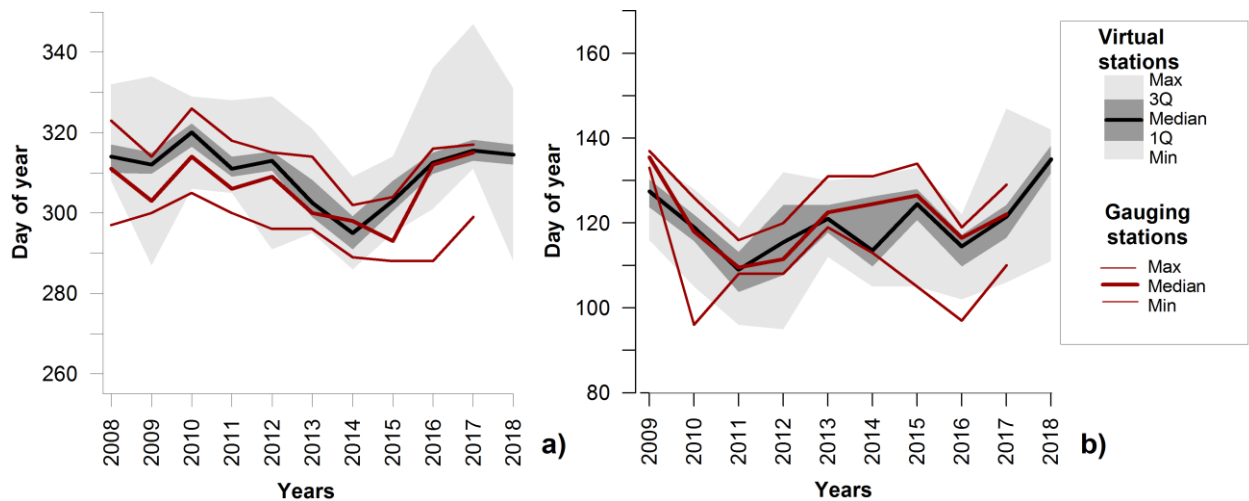 Day of year
340
320
300
280
260
2008
2009
2010
2011
2012
2013
2014
2015
2016
2017
2018
Years
a)
Day of year
160
140
120
100
80
2009
2010
2011
2012
2013
2014
2015
2016
2017
2018
Years
b)
Virtual
stations
Max
3Q
Median
1Q
Min
Gauging
stations
Max
Median
Min